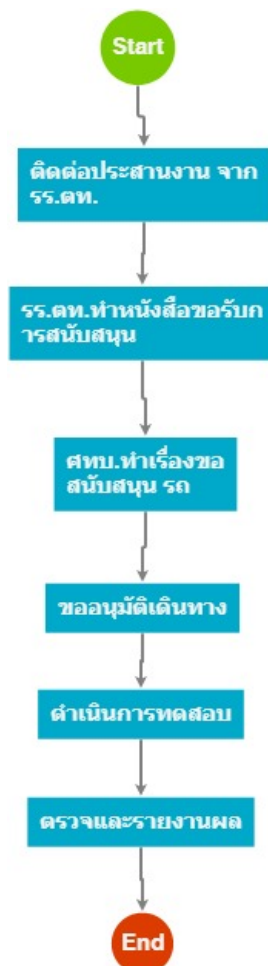 Start
ติดต่อประสานงาน จาก
รร.ตท.
รร.ตท.ทำหนังสือขอรับก
ารสนับสนุน
ศทบ.ทำเรื่องขอ
สนับสนุน รถ
ขออนุมัติเดินทาง
ดำเนินการทดสอบ
ตรวจและรายงานผล
End